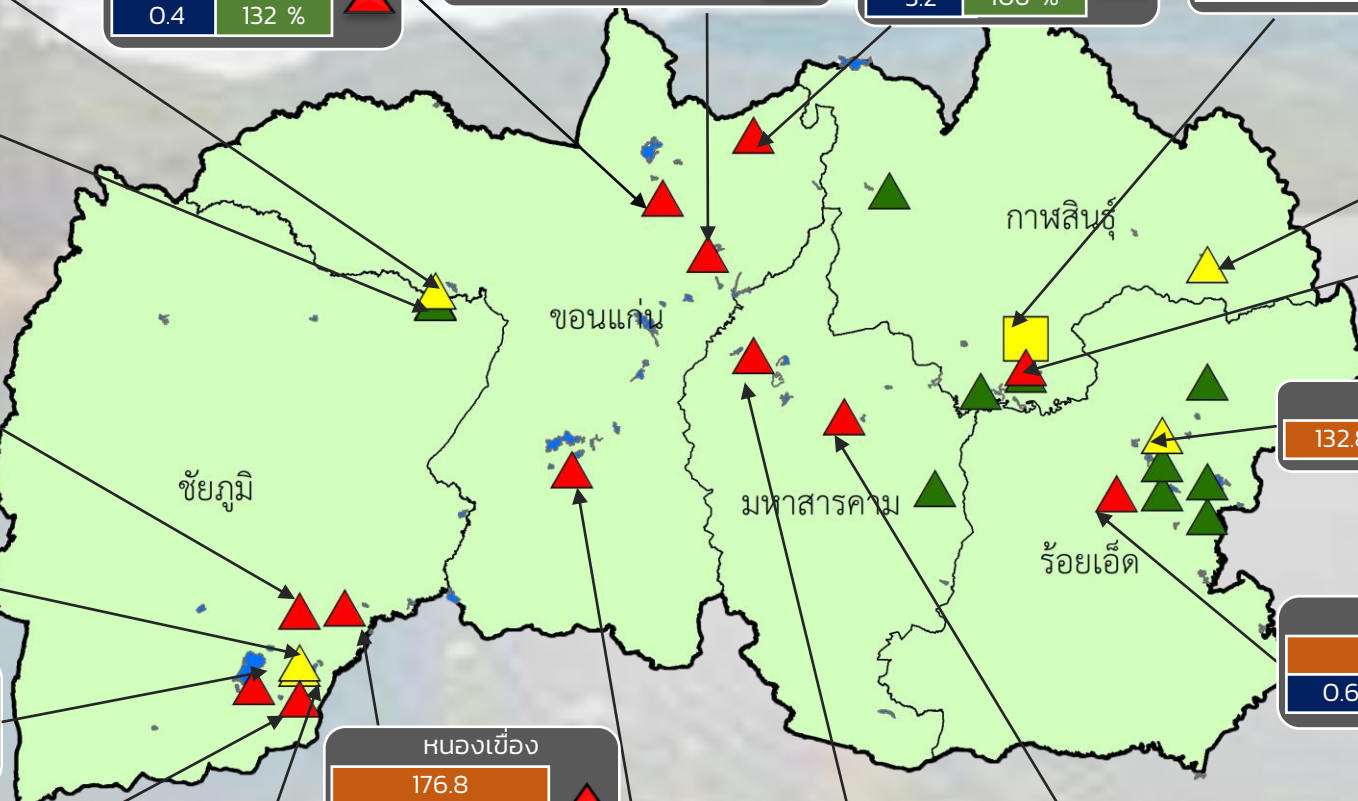 0.4 132 %
กาฬสินธุ์
ขอนแก่น
132.8
ชัยภูมิ
มหาสารคาม
ร้อยเอ็ด
0.6
หนองเขื่อง
176.8